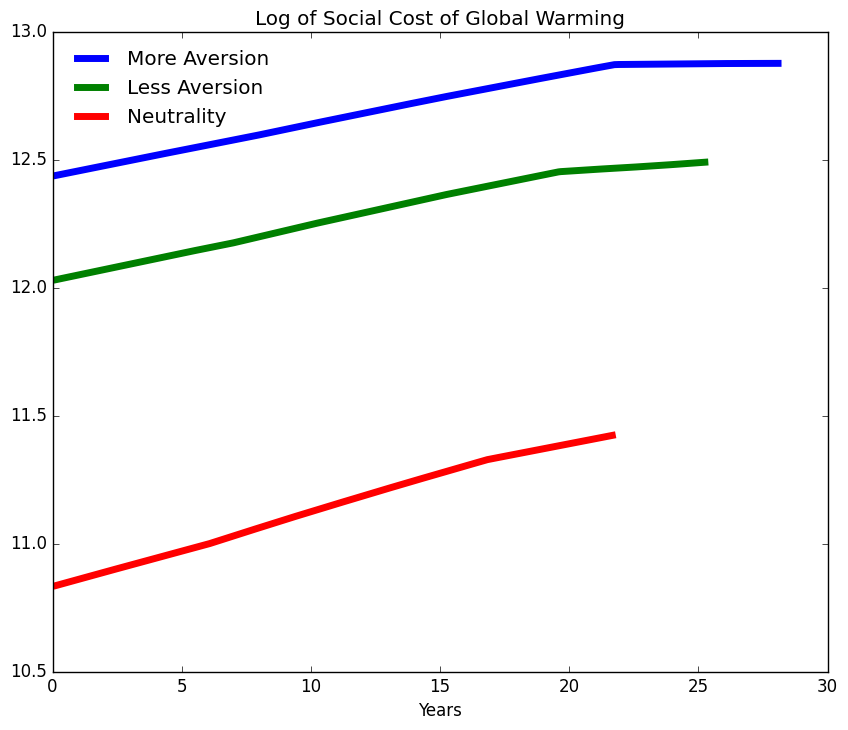 Log of Social Cost of Global Warming
13.0
More Aversion
Less Aversion
Neutrality
12.5
12.0
11.5
11.0
10.5
0 5 10 15 20 25 30
Years